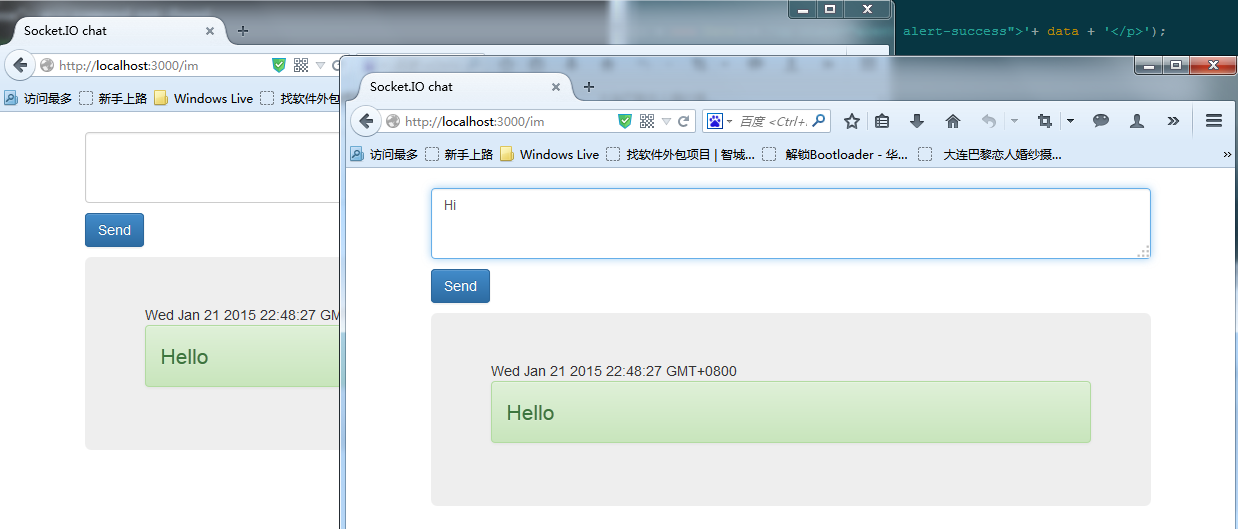 Socket.IO chat
http://localhost:3000/im
访问最多 新手上路 Windows Live 找软件外包
Send
Wed Jan 21 2015 22:48:27 GM
Hello
alert-success">'+ data + '</p>');
Socket.IO chat
http://localhost:3000/im
百度 <Ctrl+.
访问最多 新手上路 Windows Live 找软件外包项目 | 智城... 解锁Bootloader - 华... 大连巴黎恋人婚纱摄...
Hi
Send
Wed Jan 21 2015 22:48:27 GMT+0800
Hello